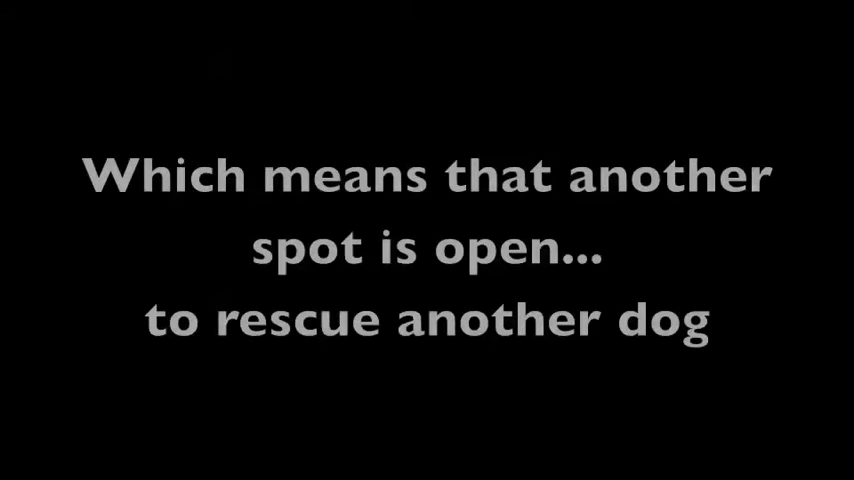 Which means that another
spot is open...
to rescue another dog